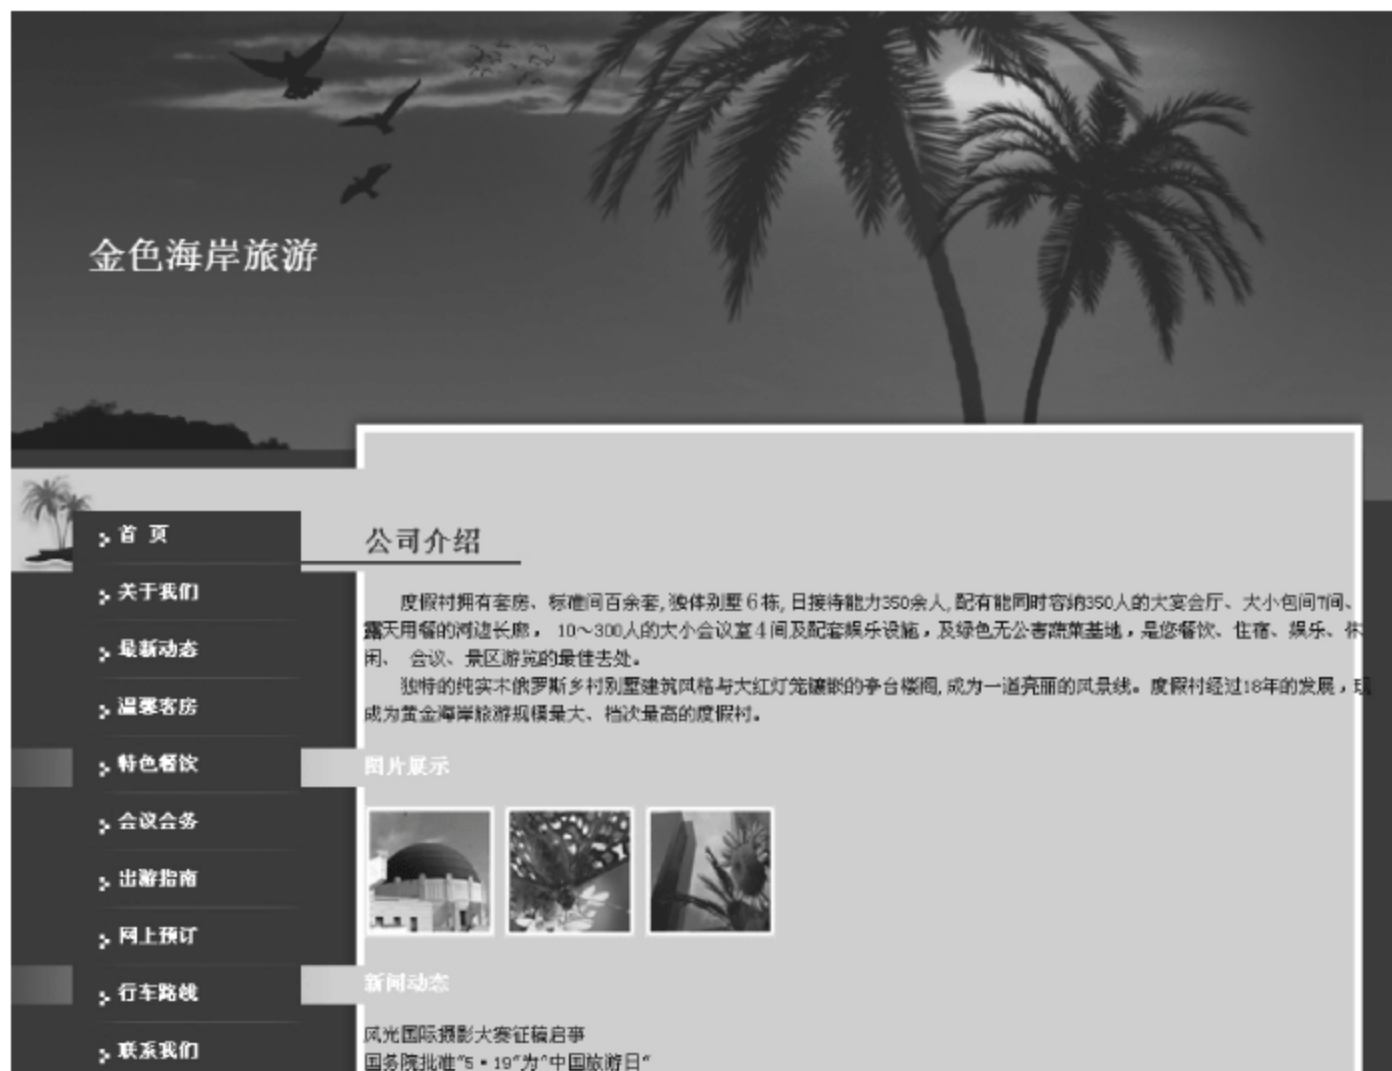 金色海岸旅游
首 页
关于我们
最新动态
温馨客房
特色餐饮
会议会务
出游指南
网上预订
行车路线
联系我们
公司介绍
度假村拥有套房、标准间百余套,独体别墅6栋,日接待能力350余人,配有能同时容纳350人的大宴会厅、大小包间7间、
露天用餐的河边长廊， 10～300人的大小会议室4间及配套娱乐设施，及绿色无公害蔬菜基地，是您餐饮、住宿、娱乐、休
闲、 会议、景区游览的最佳去处。
独特的纯实木俄罗斯乡村别墅建筑风格与大红灯笼镶嵌的亭台楼阁,成为一道亮丽的风景线。度假村经过18年的发展，现
成为黄金海岸旅游规模最大、档次最高的度假村。
图片展示
新闻动态
风光国际摄影大赛征稿启事
国务院批准"5·19"为"中国旅游日"